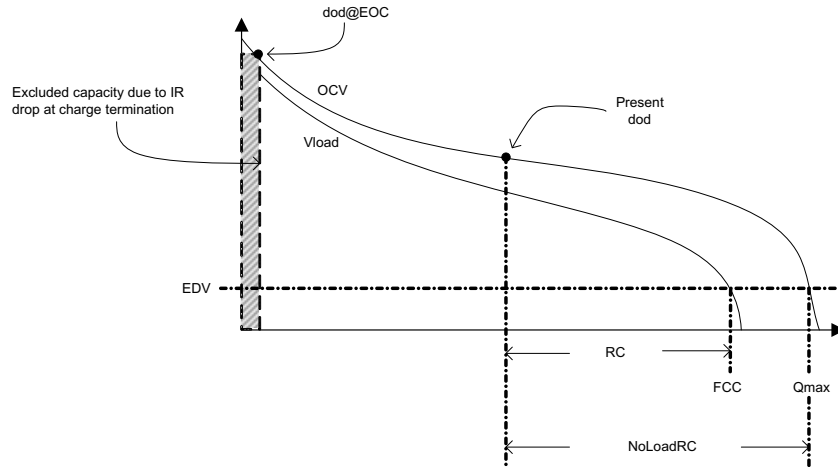 dod@EOC
Excluded capacity due to IR
drop at charge termination
OCV
Present
dod
Vload
EDV
RC
FCC
Qmax
NoLoadRC